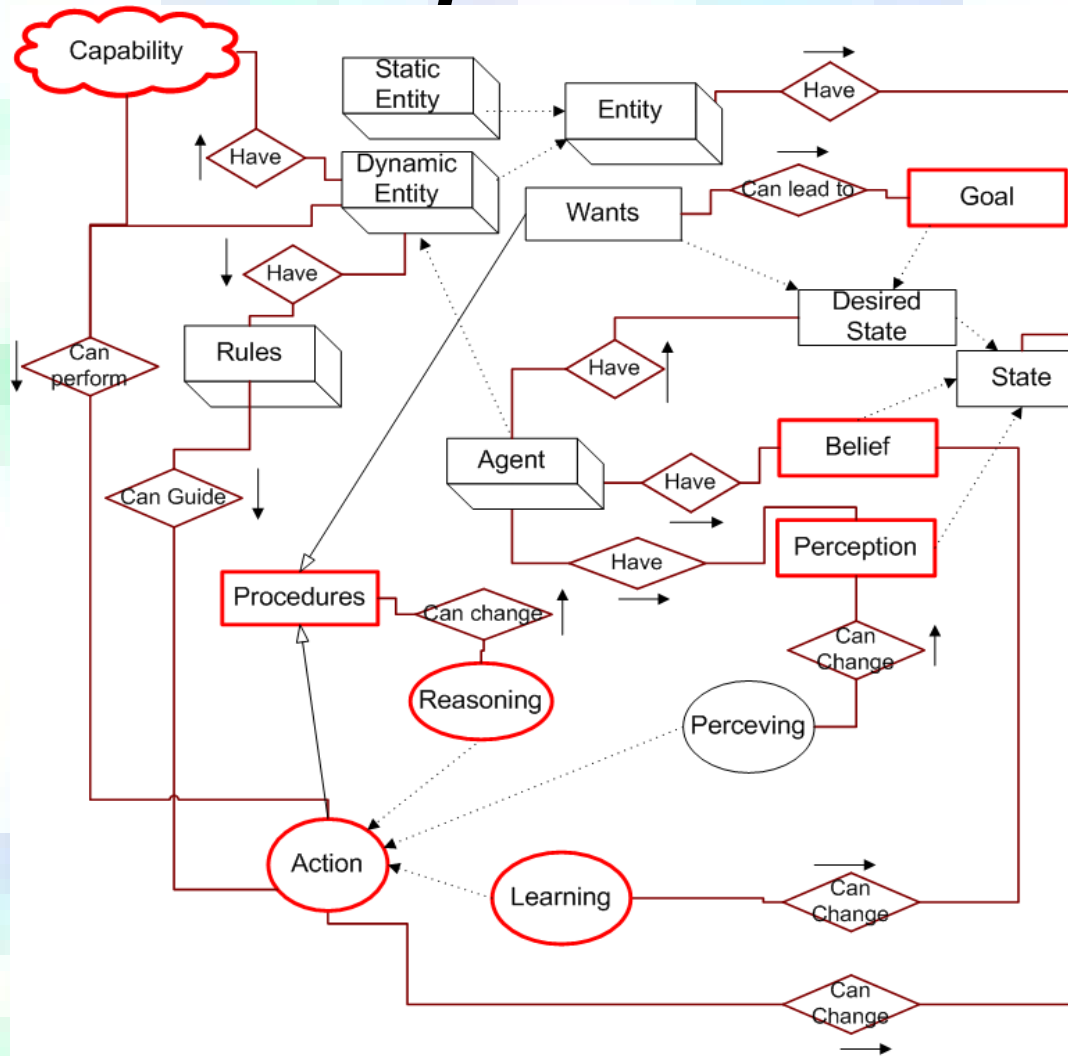 Capability
Static
Entity
Entity
Have
Have
Dynamic
Entity
Wants
Can lead to
Goal
Have
Desired
State
Rules
Can
perform
Have
State
Agent
Belief
Have
Can Guide
Perception
Have
Procedures
Can change
Can
Change
Reasoning
Perceving
Action
Learning
Can
Change
Can
Change